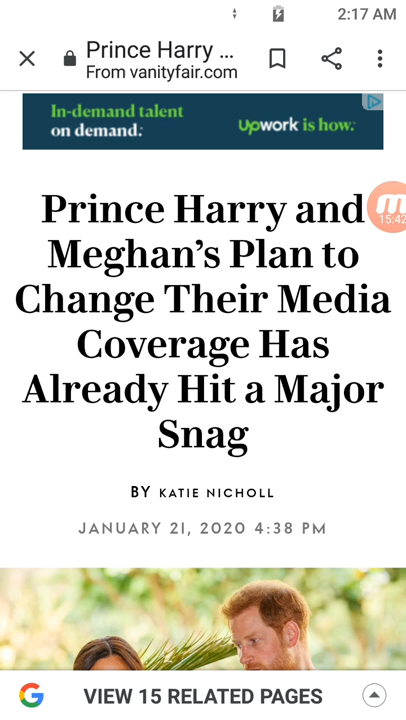 2:17 AM
Prince Harry ...
From vanityfair.com
In-demand talent
on demand.
Upwork is how.
Prince Harry and
15:42
Meghan’s Plan to
Change Their Media
Coverage Has
Already Hit a Major
Snag
BY KATIE NICHOLL
JANUARY 21, 2020 4:38 PM
VIEW 15 RELATED PAGES